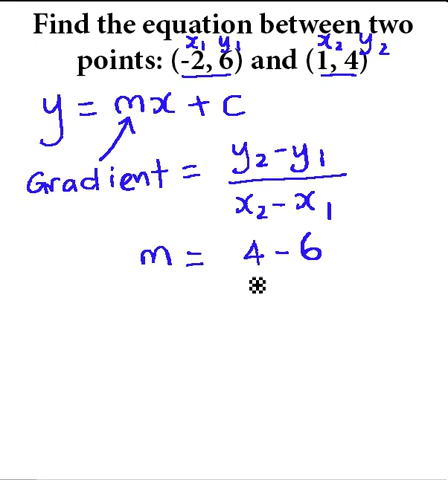 Find the equation between two
x₁ y₁ x₂ y₂
points: (-2, 6) and (1, 4)
y = mx + c
Gradient = y₂-y₁
x₂-x₁
m = 4-6